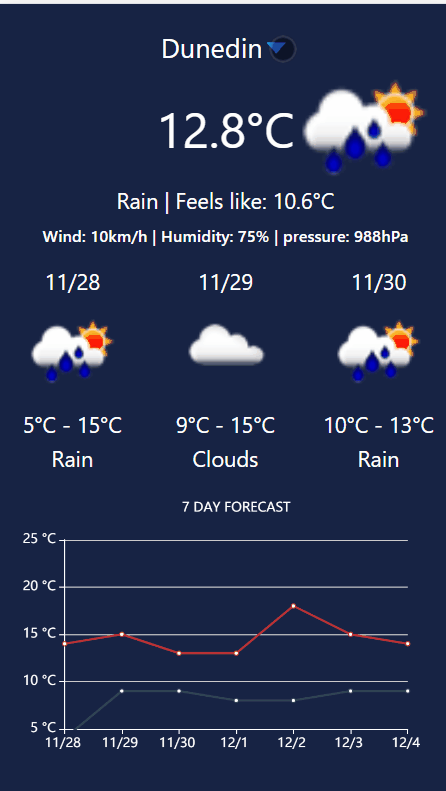 Dunedin
12.8°C
Rain | Feels like: 10.6°C
Wind: 10km/h | Humidity: 75% | pressure: 988hPa
11/28 11/29 11/30
5°C - 15°C 9°C - 15°C 10°C - 13°C
Rain Clouds Rain
7 DAY FORECAST
25 °C
20 °C
15 °C
10 °C
5 °C
11/28 11/29 11/30 12/1 12/2 12/3 12/4